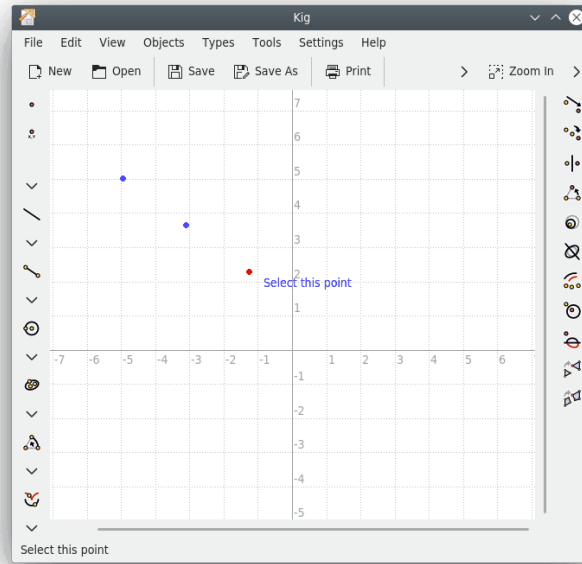 Kig
File Edit View Objects Types Tools Settings Help
New Open Save Save As Print Zoom In
x,y
7
6
5
4
3
2
Select this point
1
-7 -6 -5 -4 -3 -2 -1 0 1 2 3 4 5 6
-1
-2
-3
-4
-5
Select this point